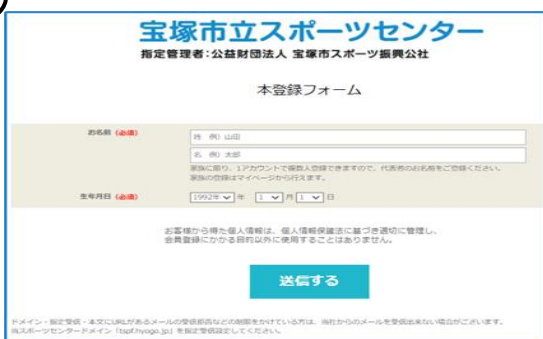 宝塚市立スポーツセンター
指定管理者:公益財団法人 宝塚市スポーツ振興公社
本登録フォーム
お名前 (必須)
姓 例) 山田
名 例) 太郎
家族に限り、1アカウントで複数人登録できますので、代表者のお名前をご登録ください。
家族の登録はマイページから行えます。
生年月日 (必須) 1992年 年 1 月 1 日
お客様から得た個人情報は、個人情報保護法に基づき適切に管理し、
会員登録にかかる目的以外に使用することはありません。
送信する
ドメイン・指定受信・本文にURLがあるメールの受信拒否などの制限をかけている方は、当社からのメールを受信出来ない場合がございます。
当スポーツセンタードメイン「tspf.hyogo.jp」を指定受信設定してください。